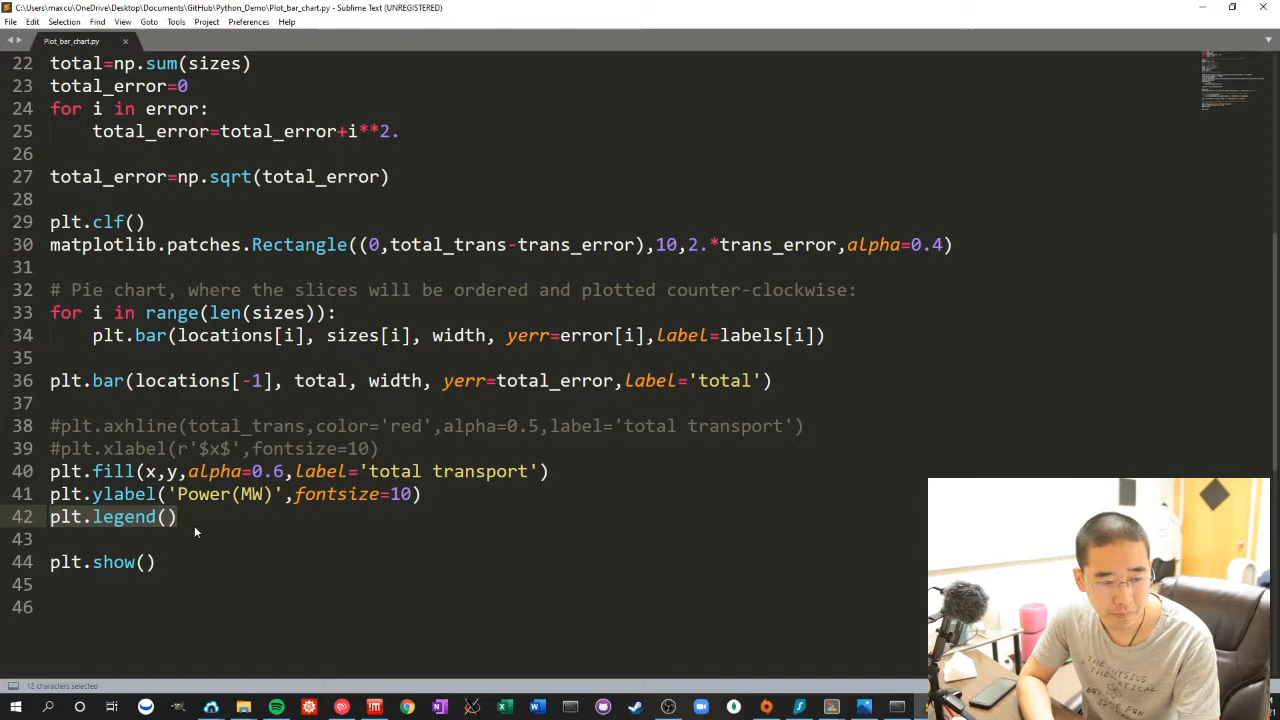 C:\Users\maxcu\OneDrive\Desktop\Documents\GitHub\Python_Demo\Plot_bar_chart.py - Sublime Text (UNREGISTERED)
File Edit Selection Find View Goto Tools Project Preferences Help
Plot_bar_chart.py
22 total=np.sum(sizes)
23 total_error=0
24 for i in error:
25 total_error=total_error+i**2.
26
27 total_error=np.sqrt(total_error)
28
29 plt.clf()
30 matplotlib.patches.Rectangle((0,total_trans-trans_error),10,2.*trans_error,alpha=0.4)
31
32 # Pie chart, where the slices will be ordered and plotted counter-clockwise:
33 for i in range(len(sizes)):
34 plt.bar(locations[i], sizes[i], width, yerr=error[i],label=labels[i])
35
36 plt.bar(locations[-1], total, width, yerr=total_error,label='total')
37
38 #plt.axhline(total_trans,color='red',alpha=0.5,label='total transport')
39 #plt.xlabel(r'$x$',fontsize=10)
40 plt.fill(x,y,alpha=0.6,label='total transport')
41 plt.ylabel('Power(MW)',fontsize=10)
42 plt.legend()
43
44 plt.show()
45
46
THE PHYSICS
THEORETICAL
12 characters selected